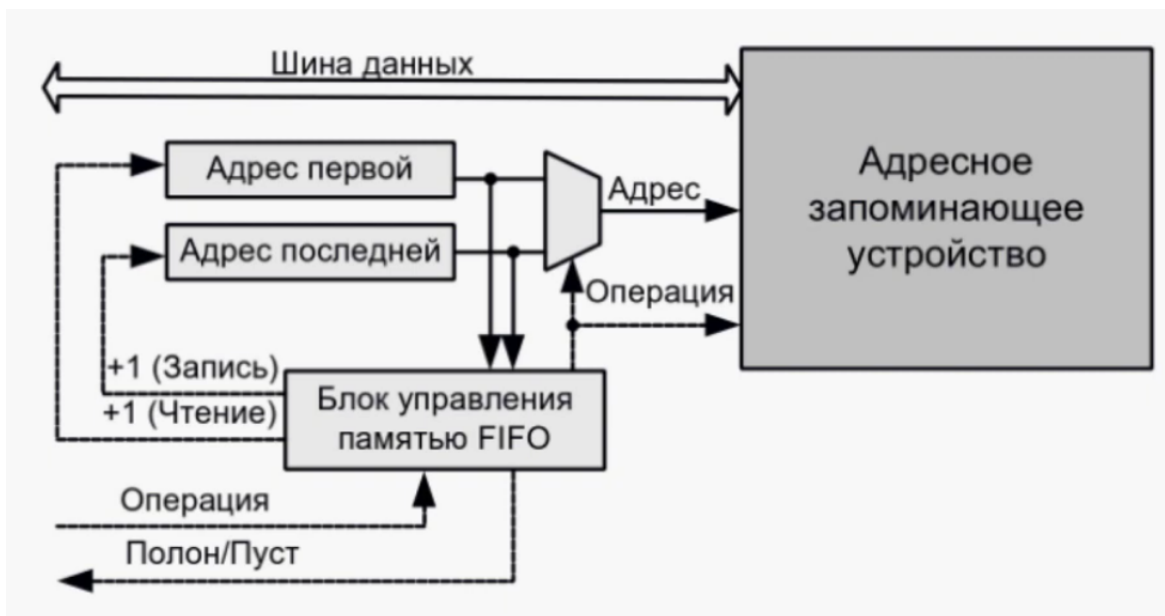 Шина данных
Адрес первой
Адрес последней
Адрес
Операция
Адресное
запоминающее
устройство
+1 (Запись)
+1 (Чтение)
Блок управления
памятью FIFO
Операция
Полон/Пуст